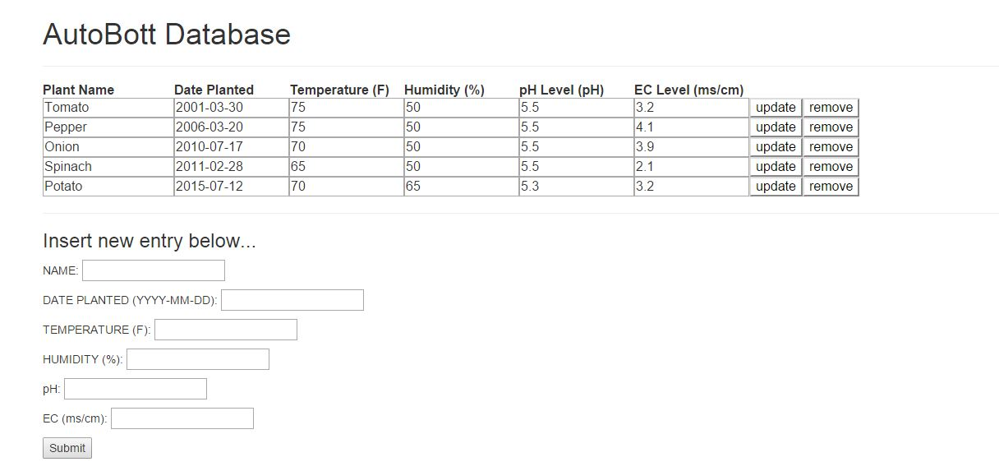 AutoBott Database
Plant Name Date Planted Temperature (F) Humidity (%) pH Level (pH) EC Level (ms/cm)
Tomato 2001-03-30 75 50 5.5 3.2 update remove
Pepper 2006-03-20 75 50 5.5 4.1 update remove
Onion 2010-07-17 70 50 5.5 3.9 update remove
Spinach 2011-02-28 65 50 5.5 2.1 update remove
Potato 2015-07-12 70 65 5.3 3.2 update remove
Insert new entry below...
NAME:
DATE PLANTED (YYYY-MM-DD):
TEMPERATURE (F):
HUMIDITY (%):
pH:
EC (ms/cm):
Submit